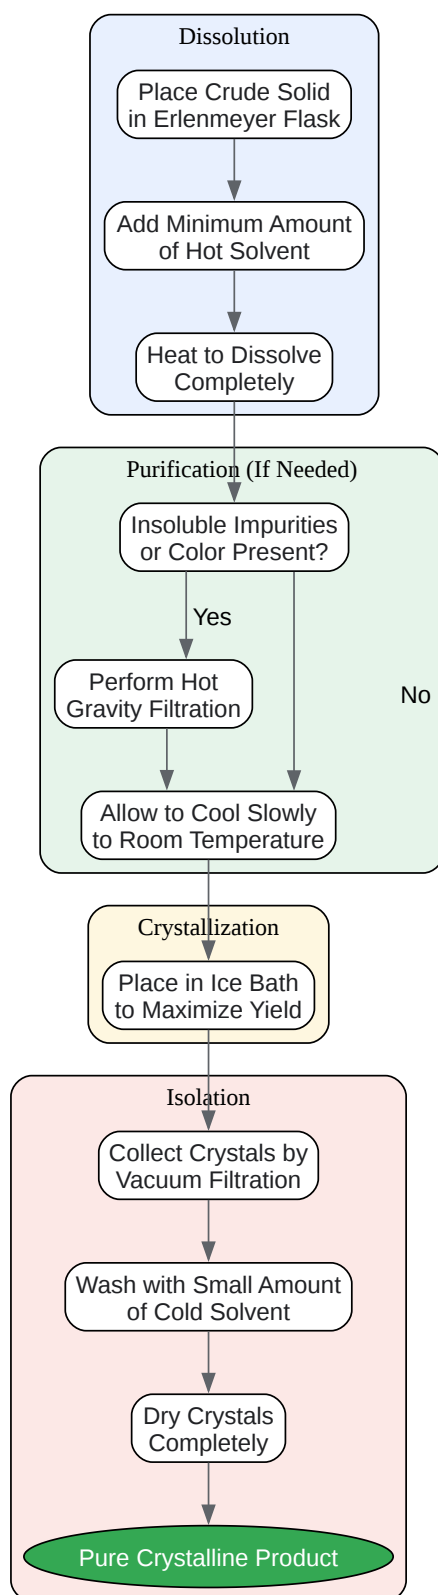 Dissolution
Place Crude Solid
in Erlenmeyer Flask
Add Minimum Amount
of Hot Solvent
Heat to Dissolve
Completely
Purification (If Needed)
Insoluble Impurities
or Color Present?
Yes
Perform Hot
Gravity Filtration
No
Allow to Cool Slowly
to Room Temperature
Crystallization
Place in Ice Bath
to Maximize Yield
Isolation
Collect Crystals by
Vacuum Filtration
Wash with Small Amount
of Cold Solvent
Dry Crystals
Completely
Pure Crystalline Product